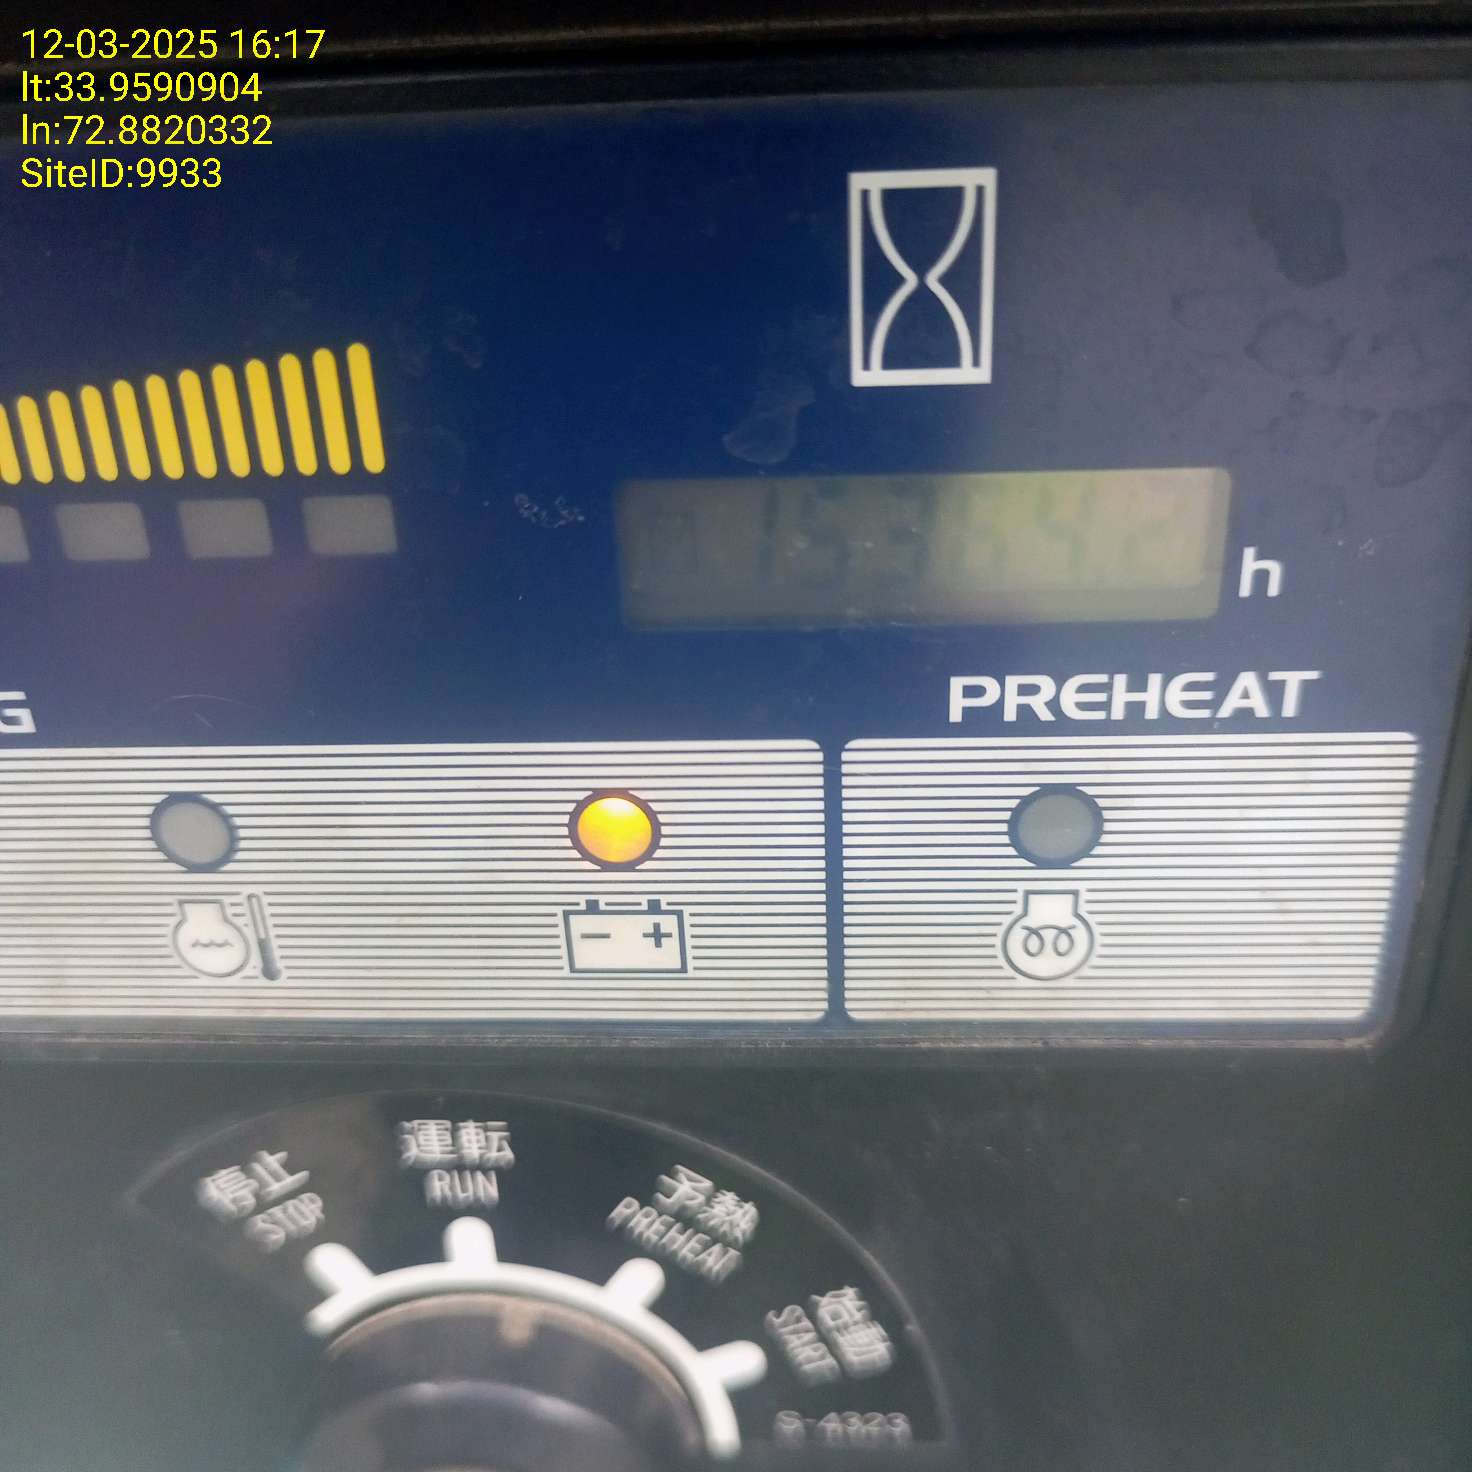 12-03-2025 16:17
lt:33.9590904
ln:72.8820332
SiteID:9933
h
G
PREHEAT
- +
停止
STOP
運転
RUN
予熱
PREHEAT
始動
START
S-4323